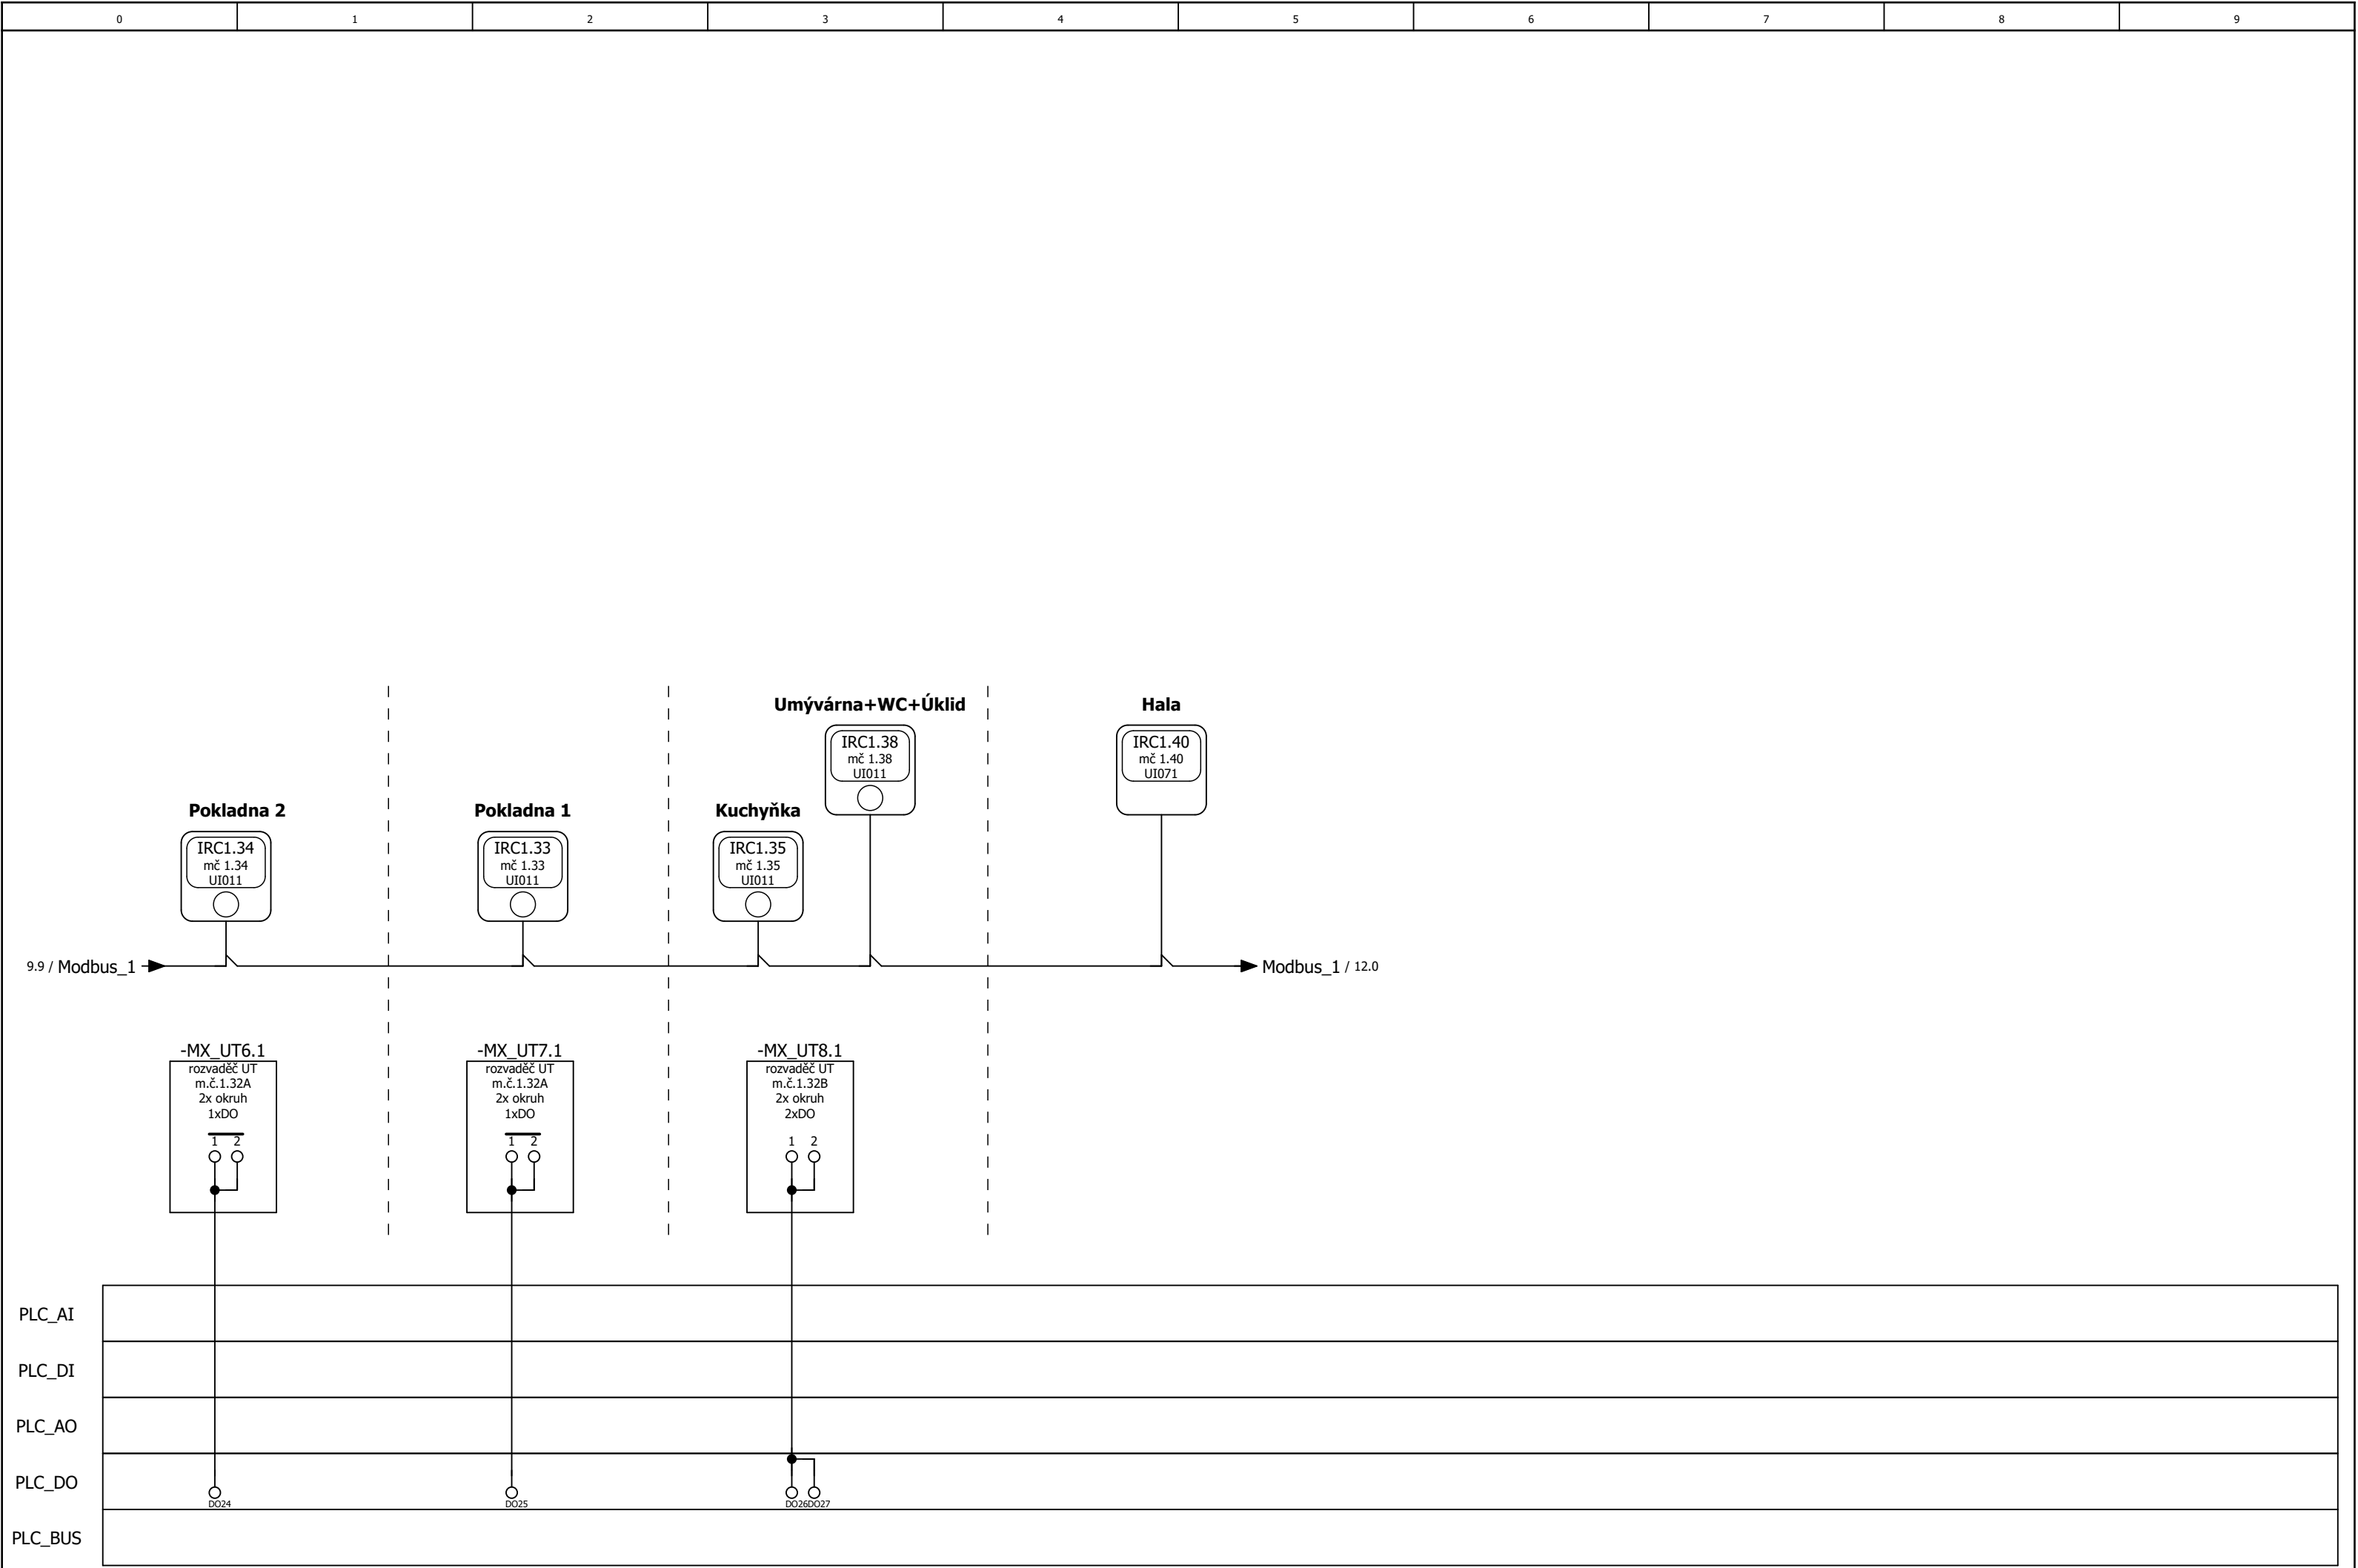 0 1 2 3 4 5 6 7 8 9
Umývárna+WC+Úklid
Hala
IRC1.38
mč 1.38
UI011
IRC1.40
mč 1.40
UI071
Pokladna 2
Pokladna 1
Kuchyňka
IRC1.34
mč 1.34
UI011
IRC1.33
mč 1.33
UI011
IRC1.35
mč 1.35
UI011
9.9 / Modbus_1
Modbus_1 / 12.0
-MX_UT6.1
rozvaděč UT
m.č.1.32A
2x okruh
1xDO
1 2
-MX_UT7.1
rozvaděč UT
m.č.1.32A
2x okruh
1xDO
1 2
-MX_UT8.1
rozvaděč UT
m.č.1.32B
2x okruh
2xDO
1 2
PLC_AI
PLC_DI
PLC_AO
PLC_DO
DO24
DO25
DO26DO27
PLC_BUS